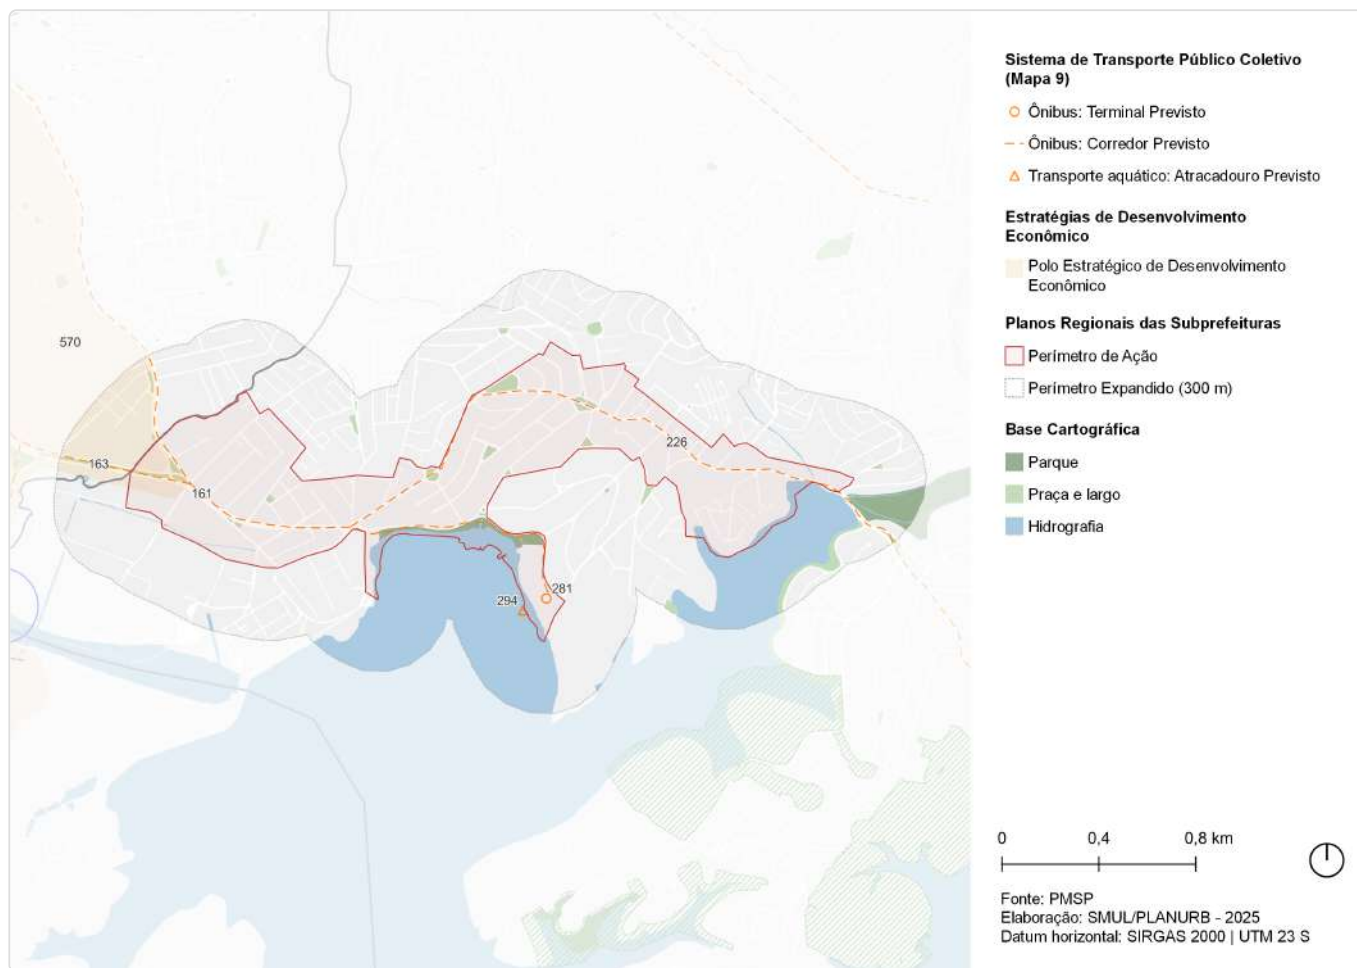 Sistema de Transporte Público Coletivo
(Mapa 9)
Ônibus: Terminal Previsto
Ônibus: Corredor Previsto
Transporte aquático: Atracadouro Previsto
Estratégias de Desenvolvimento
Econômico
Polo Estratégico de Desenvolvimento
Econômico
Planos Regionais das Subprefeituras
Perímetro de Ação
Perímetro Expandido (300 m)
Base Cartográfica
Parque
Praça e largo
Hidrografia
570
163
161
226
281
294
0 0,4 0,8 km
Fonte: PMSP
Elaboração: SMUL/PLANURB - 2025
Datum horizontal: SIRGAS 2000 | UTM 23 S